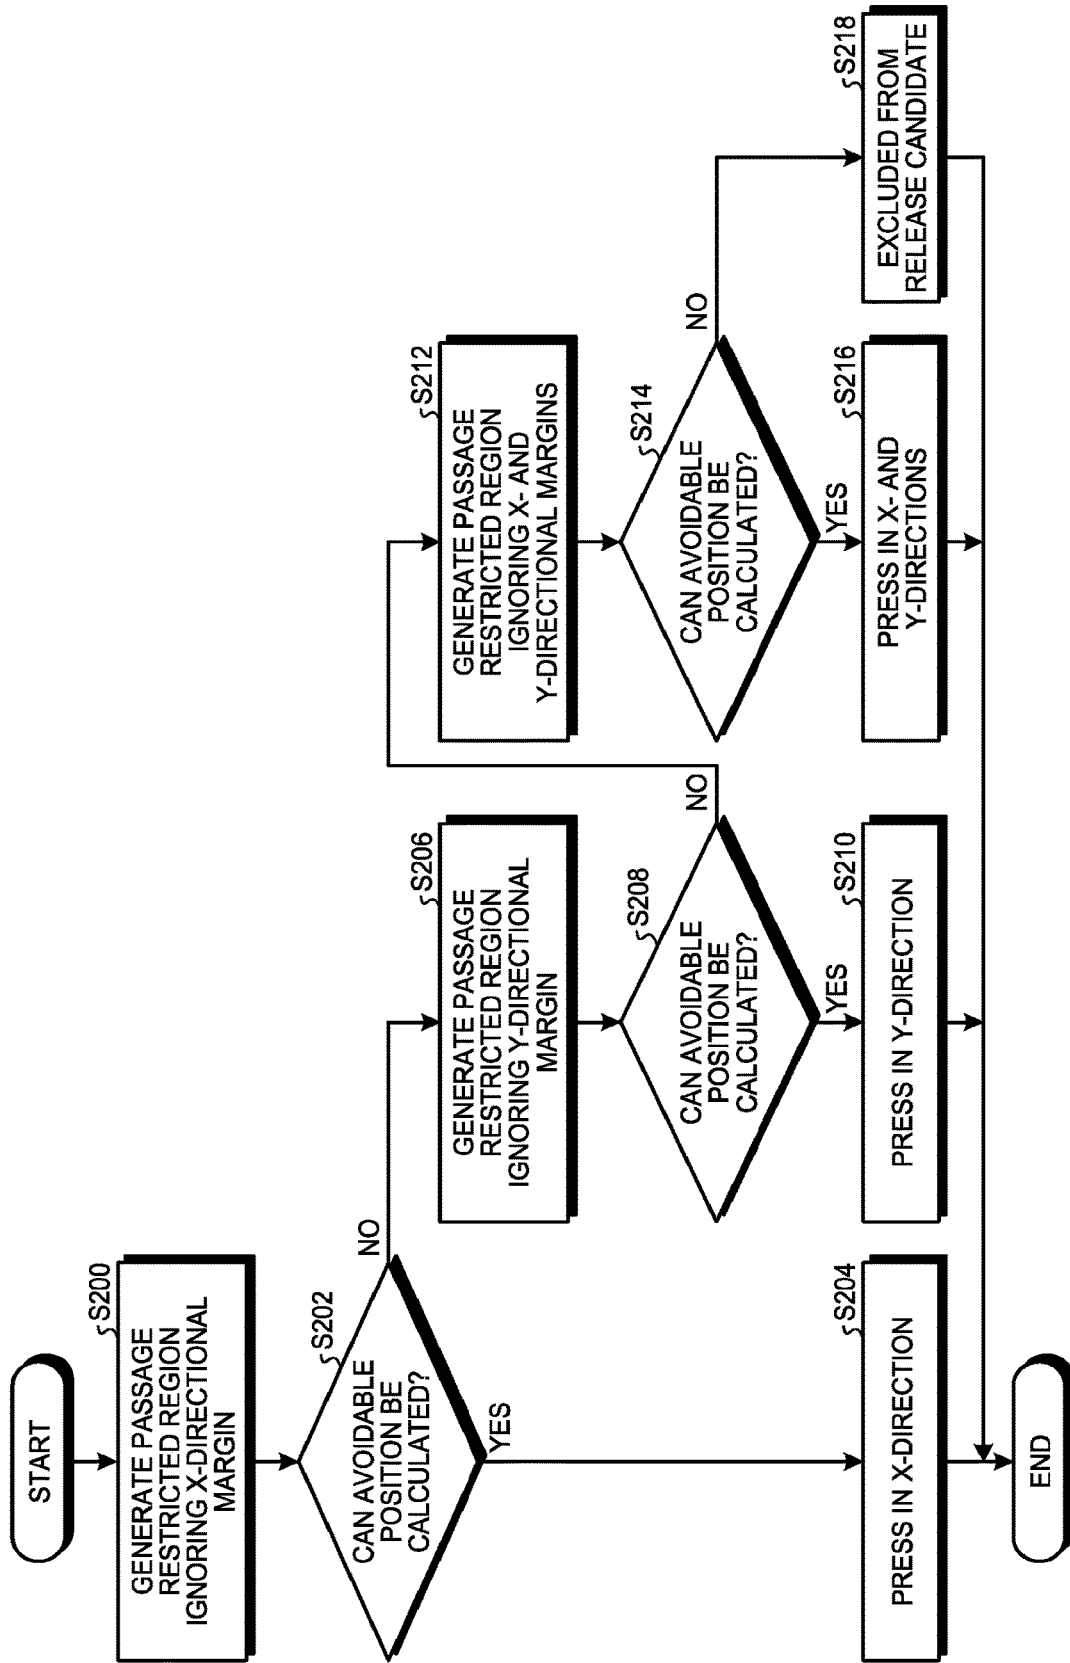 START
S200
GENERATE PASSAGE
RESTRICTED REGION
IGNORING X-DIRECTIONAL
MARGIN
S202
CAN AVOIDABLE
POSITION BE
CALCULATED?
NO
YES
S204
PRESS IN X-DIRECTION
S206
GENERATE PASSAGE
RESTRICTED REGION
IGNORING Y-DIRECTIONAL
MARGIN
S208
CAN AVOIDABLE
POSITION BE
CALCULATED?
NO
YES
S210
PRESS IN Y-DIRECTION
S212
GENERATE PASSAGE
RESTRICTED REGION
IGNORING X- AND
Y-DIRECTIONAL MARGINS
S214
CAN AVOIDABLE
POSITION BE
CALCULATED?
NO
YES
S216
PRESS IN X- AND
Y-DIRECTIONS
S218
EXCLUDED FROM
RELEASE CANDIDATE
END